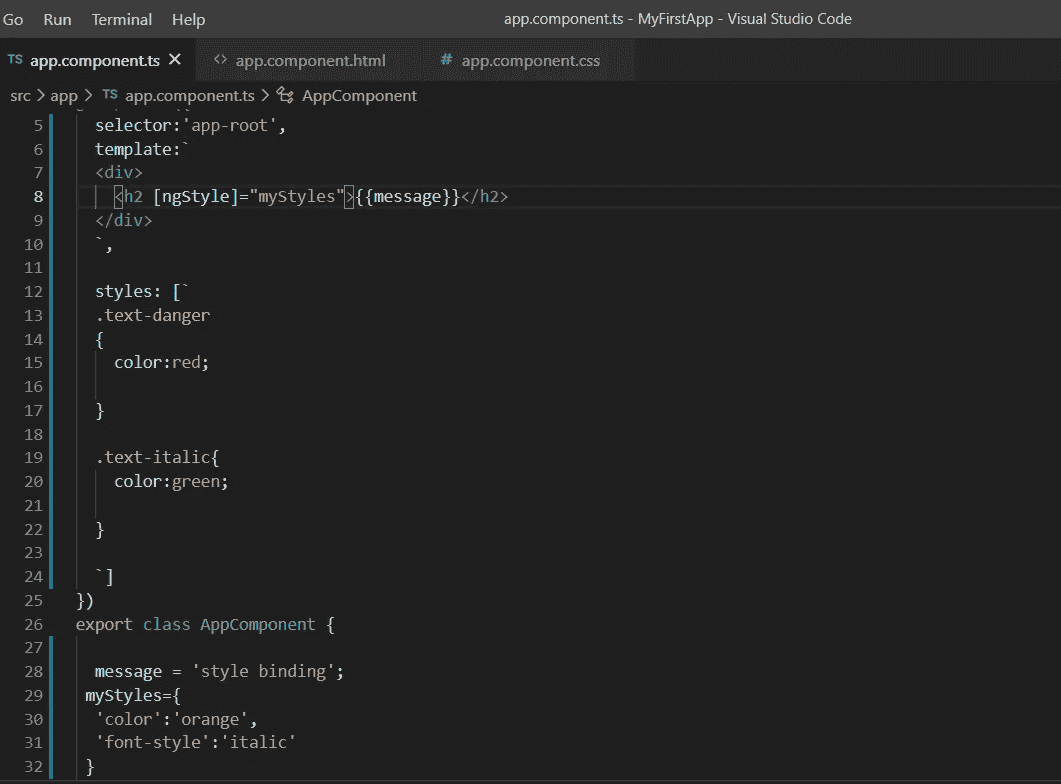 Go Run Terminal Help app.component.ts - MyFirstApp - Visual Studio Code
TS app.component.ts × <> app.component.html # app.component.css
src > app > TS app.component.ts > AppComponent
5 selector:'app-root',
6 template:`
7 <div>
8 <h2 [ngStyle]="myStyles">{{message}}</h2>
9 </div>
10 `,
11
12 styles: [`
13 .text-danger
14 {
15 color:red;
16
17 }
18
19 .text-italic{
20 color:green;
21
22 }
23
24 `]
25 })
26 export class AppComponent {
27
28 message = 'style binding';
29 myStyles={
30 'color':'orange',
31 'font-style':'italic'
32 }